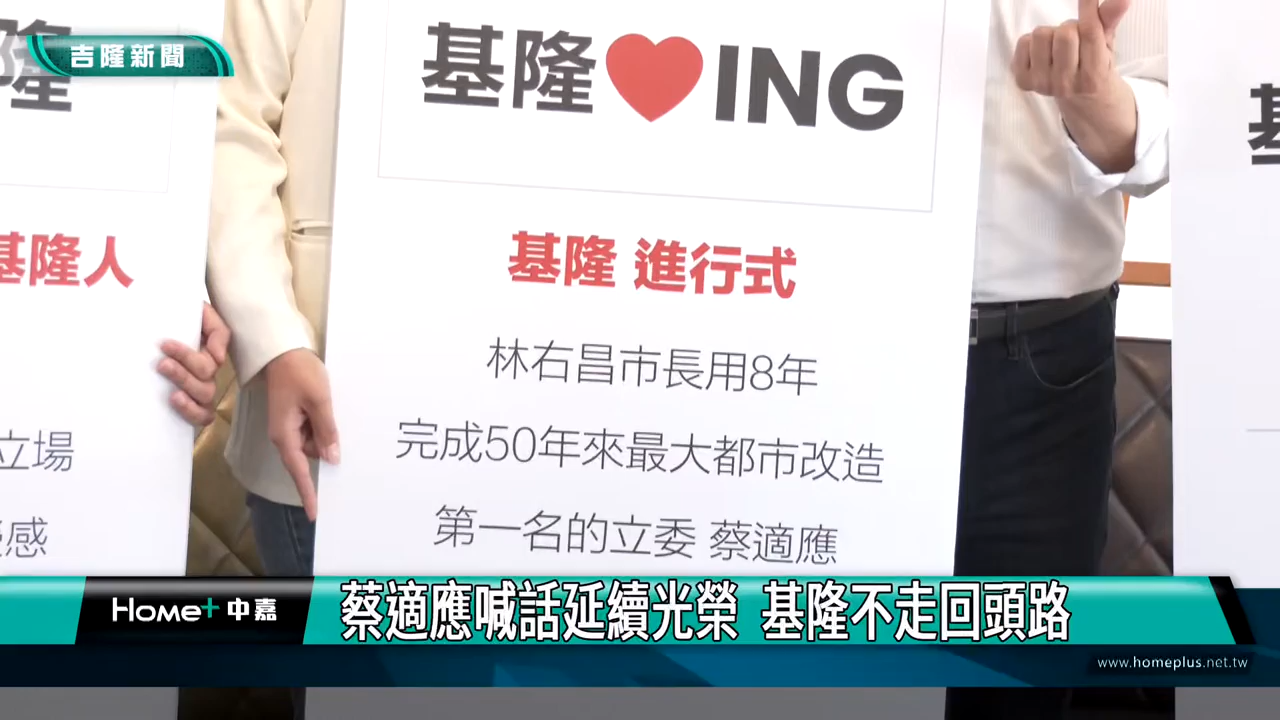 吉隆新聞
隆
基隆人
立場
感
基隆❤ING
基隆 進行式
林右昌市長用8年
完成50年來最大都市改造
第一名的立委 蔡適應
Home+中嘉
蔡適應喊話延續光榮 基隆不走回頭路
www.homeplus.net.tw